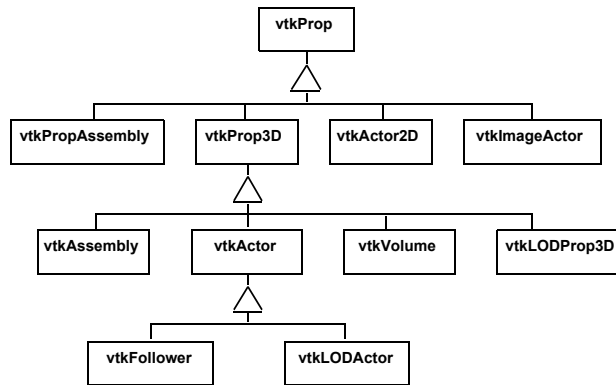 vtkProp
vtkPropAssembly
vtkProp3D
vtkActor2D
vtkImageActor
vtkAssembly
vtkActor
vtkVolume
vtkLODProp3D
vtkFollower
vtkLODActor